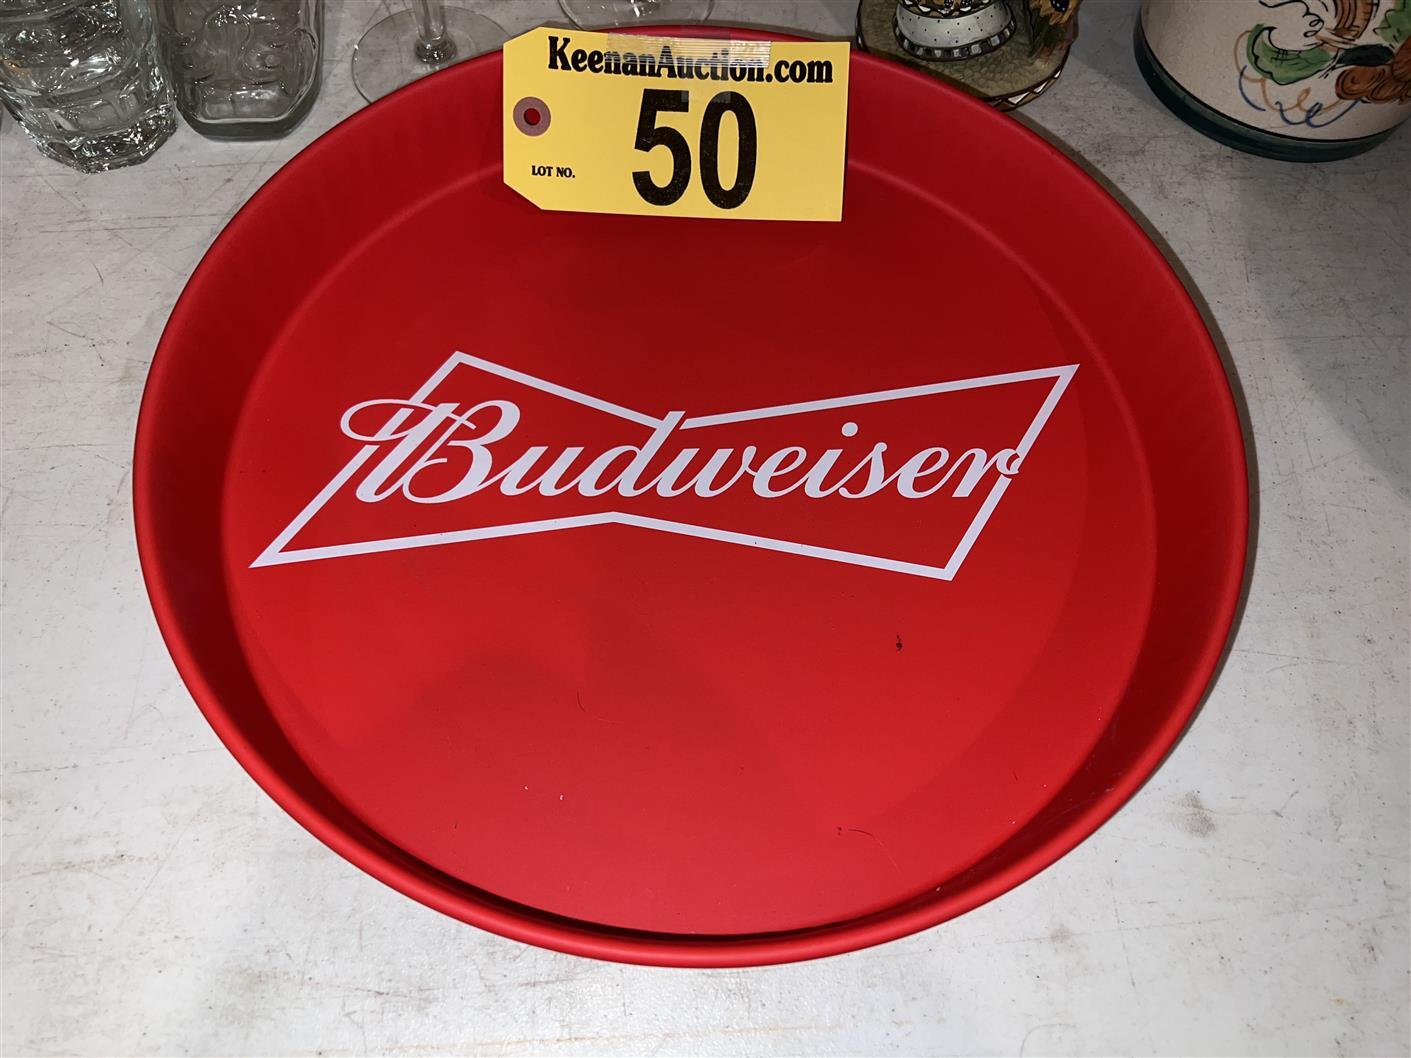 KeenanAuction.com
50
LOT NO.
Budweiser